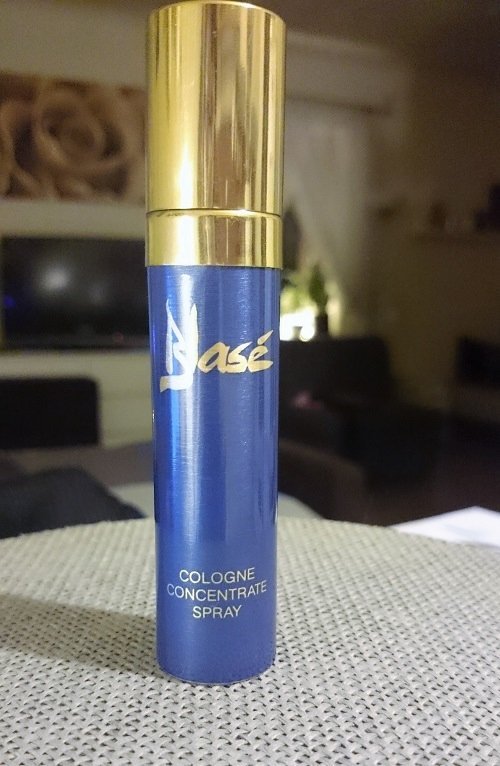 Blasé
COLOGNE
CONCENTRATE
SPRAY